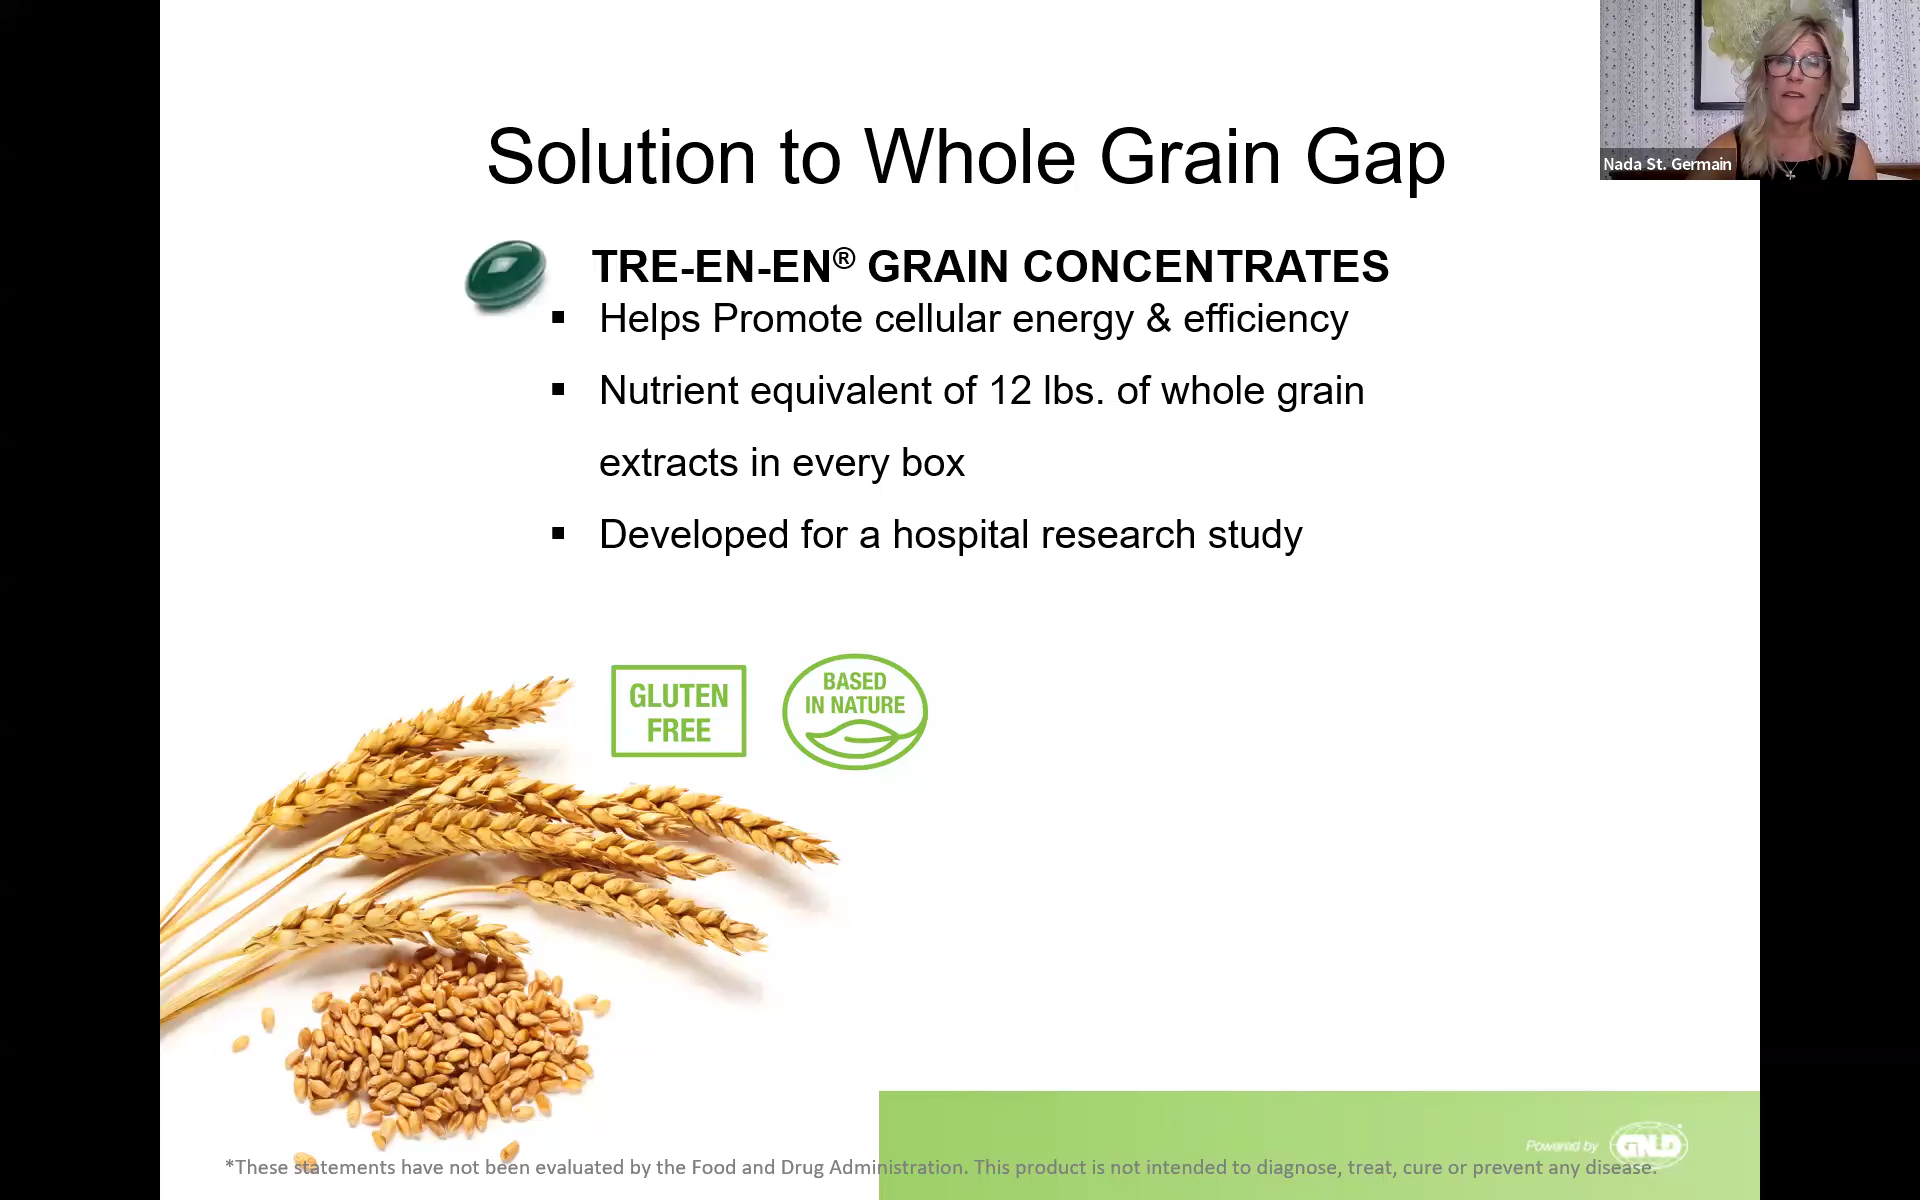 Solution to Whole Grain Gap
Nada St. Germain
TRE-EN-EN® GRAIN CONCENTRATES
▪ Helps Promote cellular energy & efficiency
▪ Nutrient equivalent of 12 lbs. of whole grain
extracts in every box
▪ Developed for a hospital research study
GLUTEN
FREE
BASED
IN NATURE
Powered by GNLD
*These statements have not been evaluated by the Food and Drug Administration. This product is not intended to diagnose, treat, cure or prevent any disease.